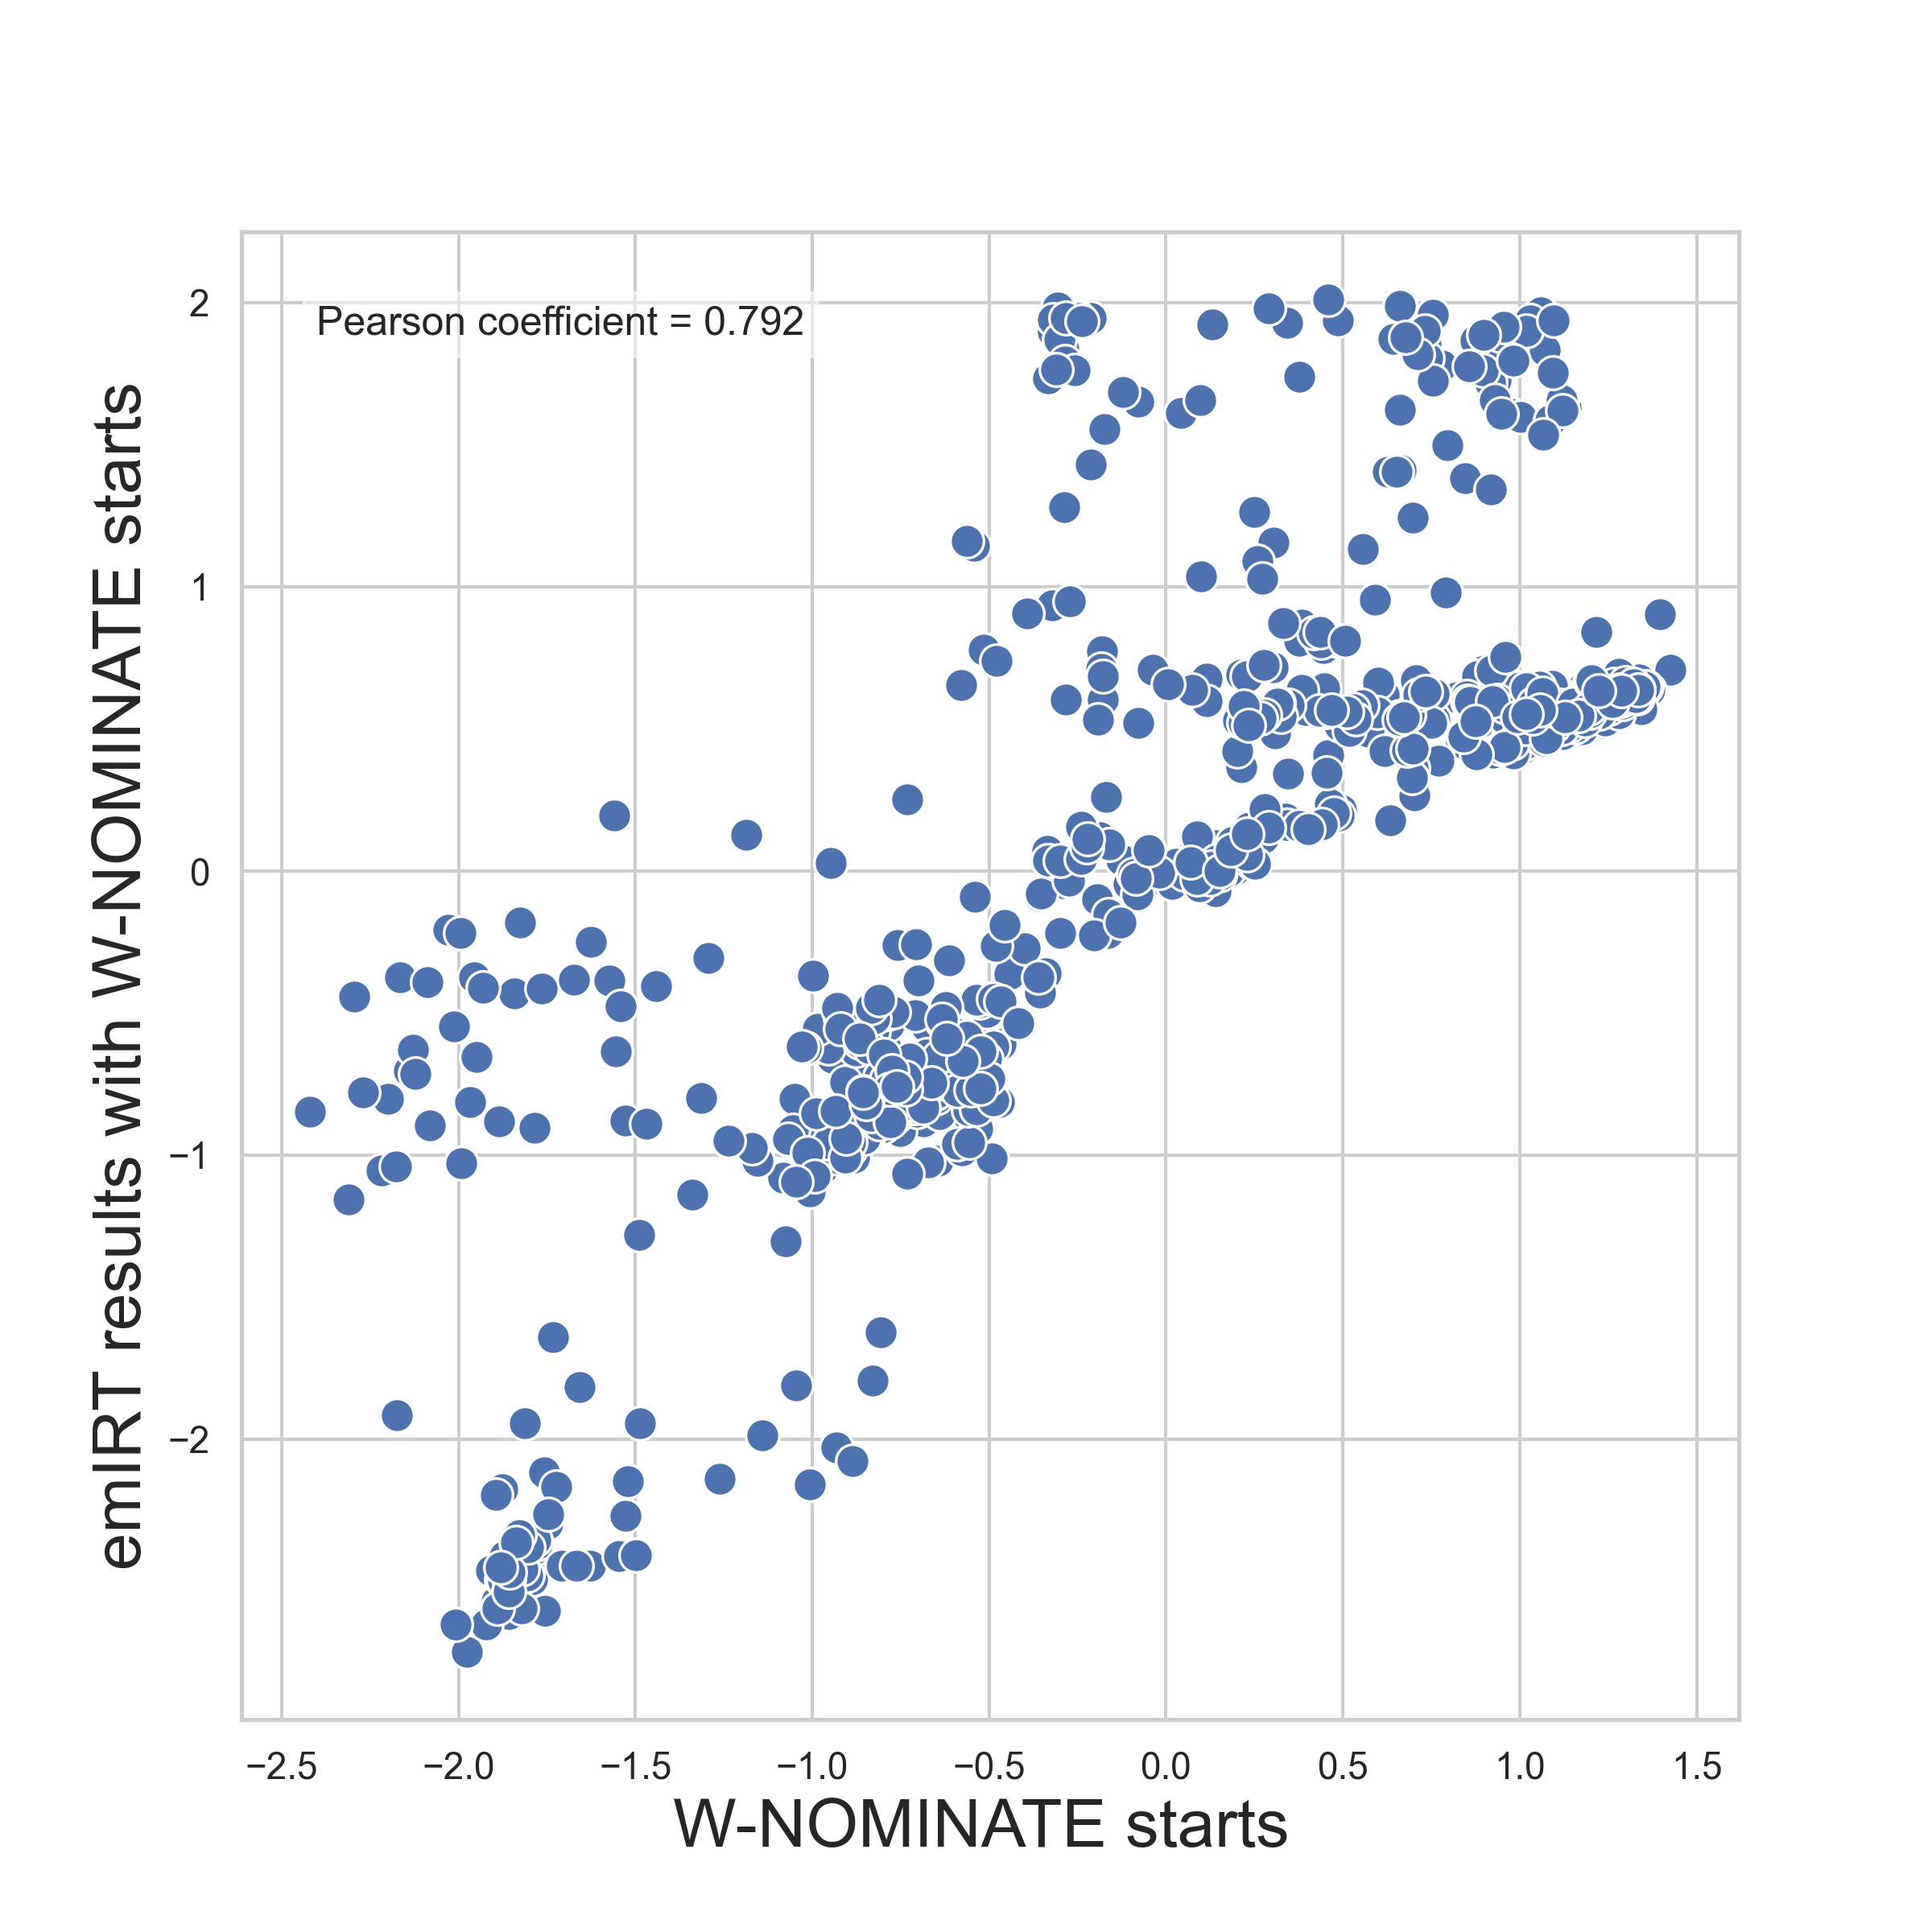 Pearson coefficient = 0.792
emIRT results with W-NOMINATE starts
2
1
0
−1
−2
−2.5 −2.0 −1.5 −1.0 −0.5 0.0 0.5 1.0 1.5
W-NOMINATE starts